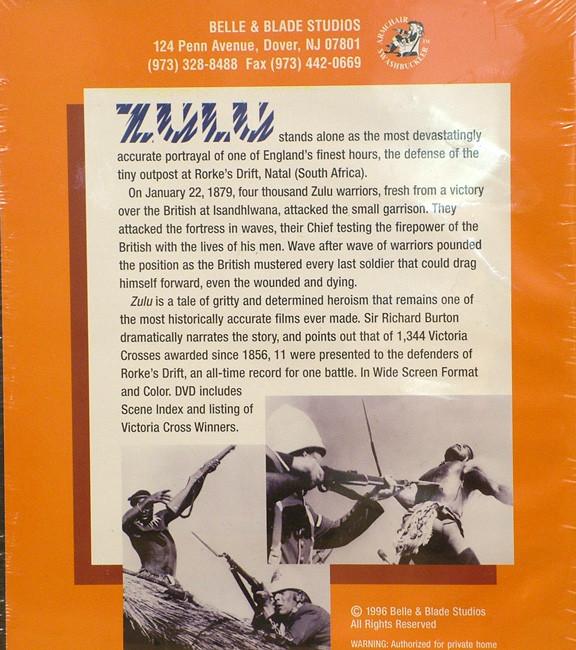 BELLE & BLADE STUDIOS
124 Penn Avenue, Dover, NJ 07801
(973) 328-8488 Fax (973) 442-0669
ARMCHAIR
SWASHBUCKLER
TM
ZULU stands alone as the most devastatingly
accurate portrayal of one of England's finest hours, the defense of the
tiny outpost at Rorke's Drift, Natal (South Africa).
On January 22, 1879, four thousand Zulu warriors, fresh from a victory
over the British at Isandhlwana, attacked the small garrison. They
attacked the fortress in waves, their Chief testing the firepower of the
British with the lives of his men. Wave after wave of warriors pounded
the position as the British mustered every last soldier that could drag
himself forward, even the wounded and dying.
Zulu is a tale of gritty and determined heroism that remains one of
the most historically accurate films ever made. Sir Richard Burton
dramatically narrates the story, and points out that of 1,344 Victoria
Crosses awarded since 1856, 11 were presented to the defenders of
Rorke's Drift, an all-time record for one battle. In Wide Screen Format
and Color. DVD includes
Scene Index and listing of
Victoria Cross Winners.
© 1996 Belle & Blade Studios
All Rights Reserved
WARNING: Authorized for private home